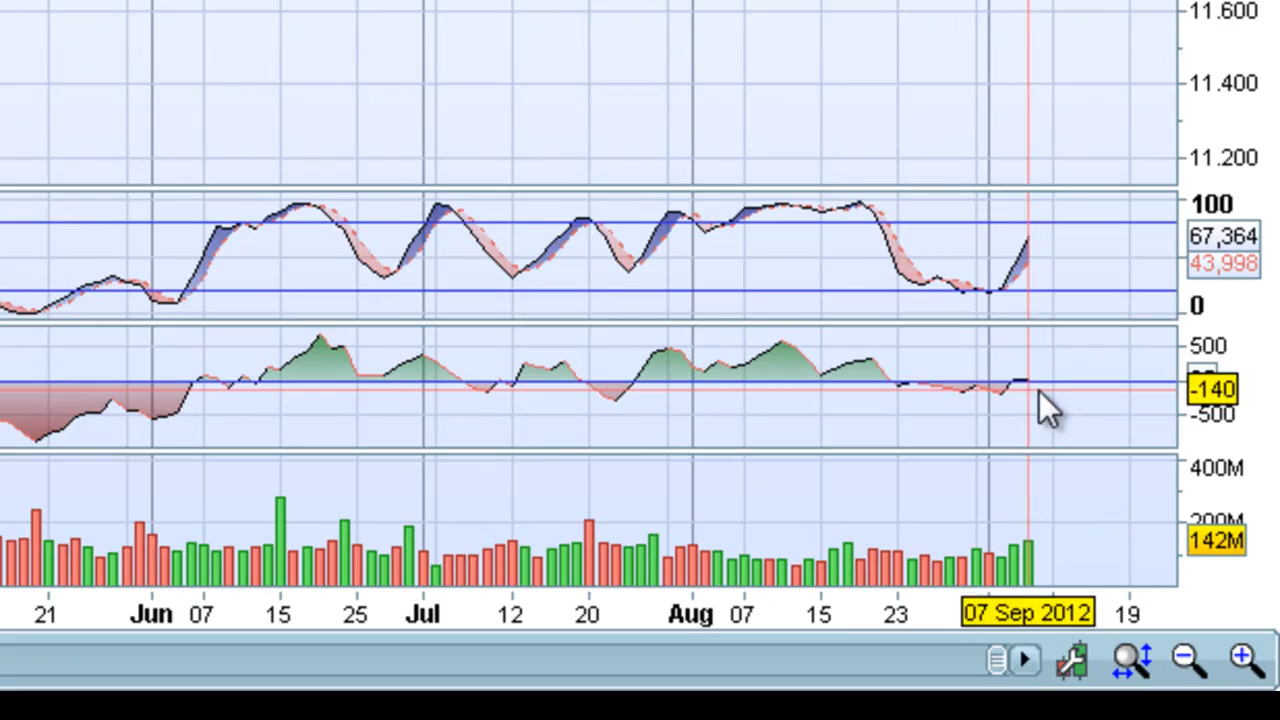 11.600
11.400
11.200
100
67,364
43,998
0
500
-140
-500
400M
200M
142M
21 Jun 07 15 25 Jul 12 20 Aug 07 15 23 07 Sep 2012 19